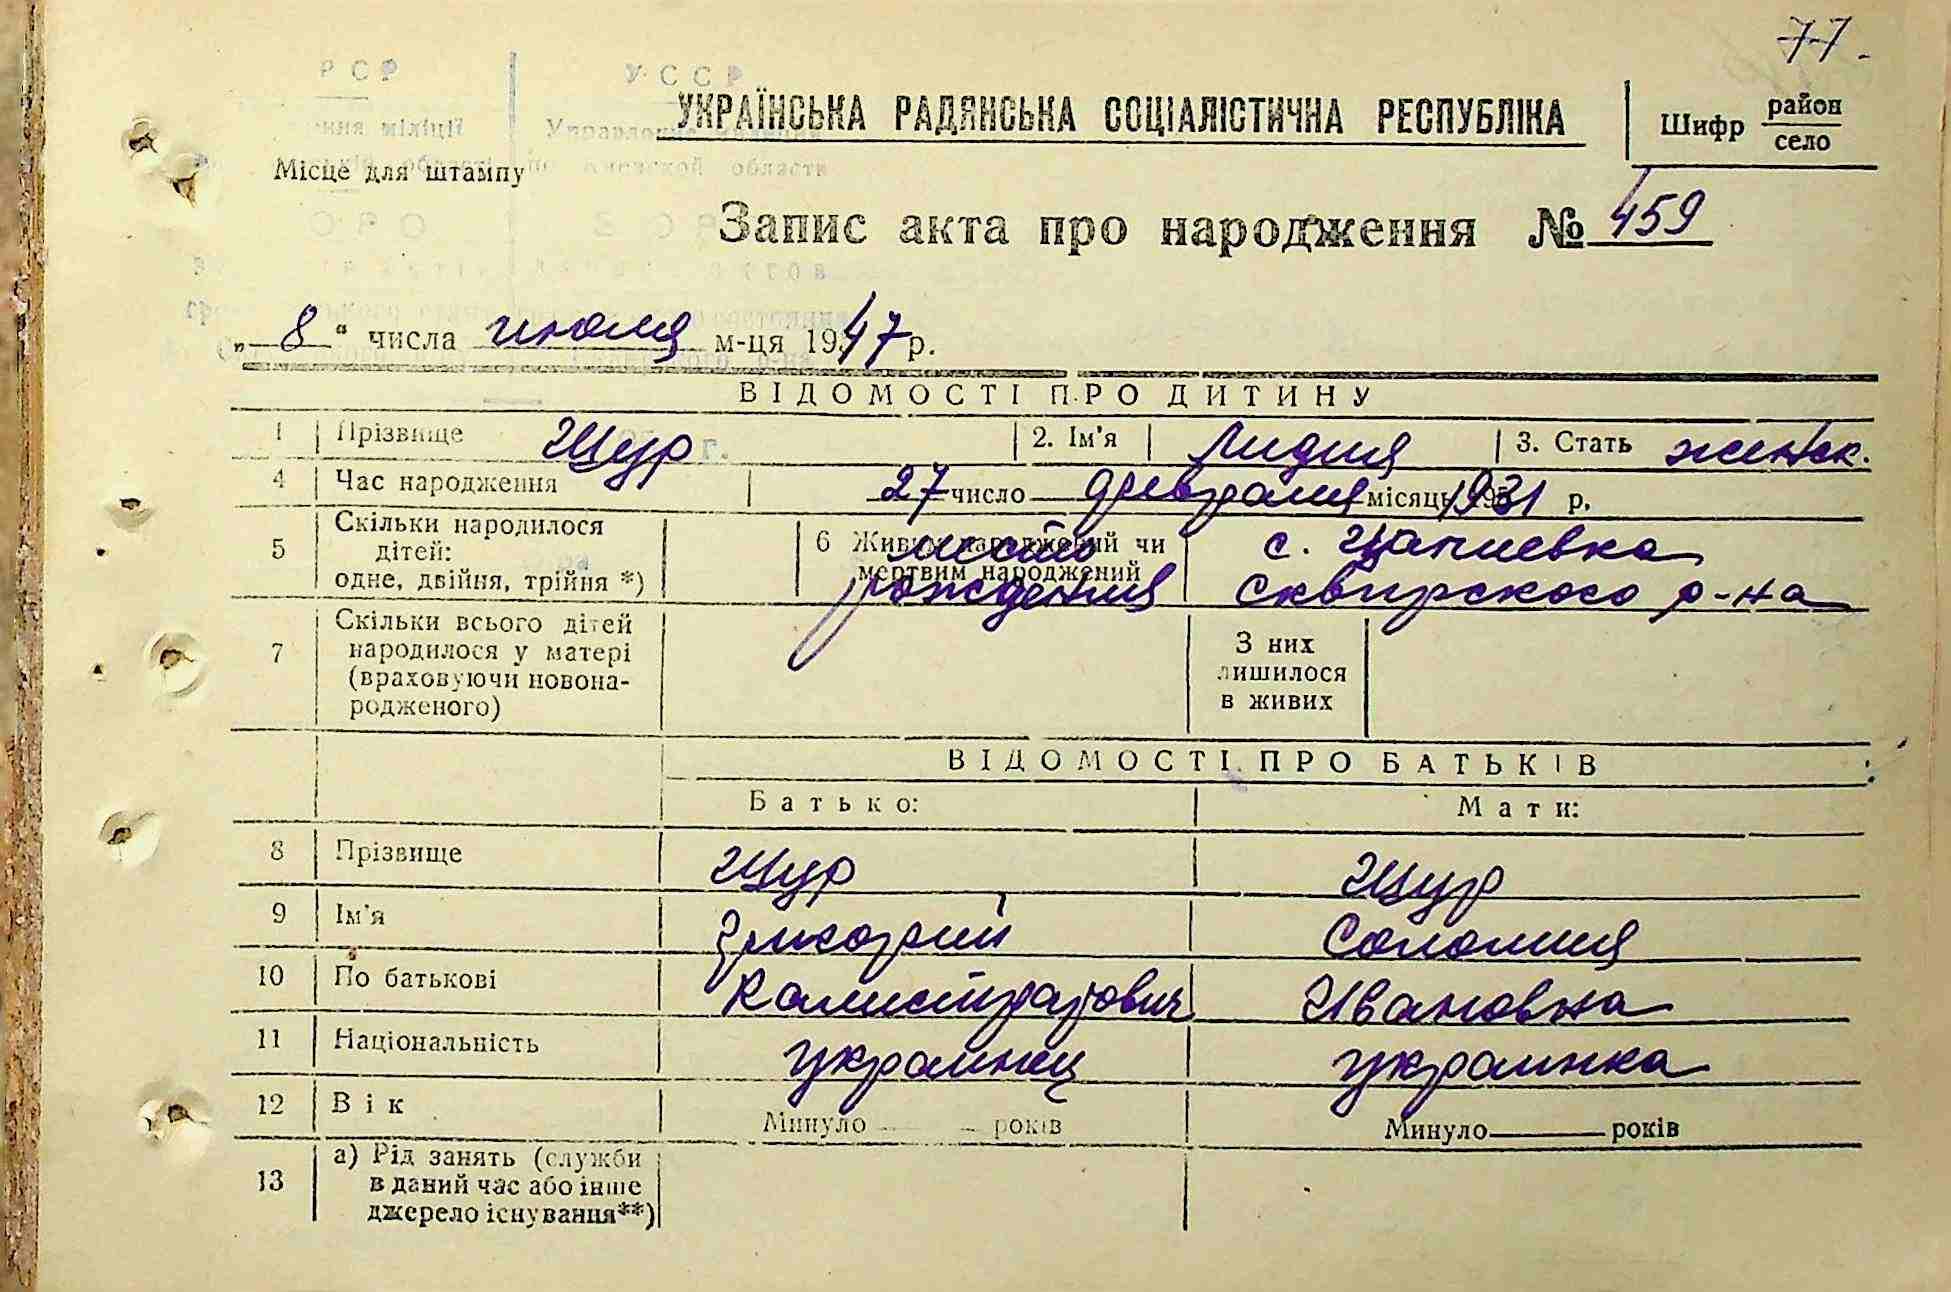 77.
УКРАЇНСЬКА РАДЯНСЬКА СОЦІАЛІСТИЧНА РЕСПУБЛІКА
Шифр район
село
РСР УССР
Місце для штампу
Запис акта про народження № 459
„ 8 “ числа июля м-ця 1947 р.
ВІДОМОСТІ ПРО ДИТИНУ
1 Прізвище Щур 2. Ім'я Лидия 3. Стать женск.
4 Час народження 27 число февраля місяць 1931 р.
5 Скільки народилося
дітей:
одне, двійня, трійня *)
6 Живим народжений чи
мертвим народжений
место
рождения
с. Цапиевка
Сквирского р-на
7 Скільки всього дітей
народилося у матері
(враховуючи новона-
родженого)
З них
лишилося
в живих
ВІДОМОСТІ ПРО БАТЬКІВ
Батько: Мати:
8 Прізвище Щур Щур
9 Ім'я Григорий Соломия
10 По батькові Калистратович Ивановна
11 Національність украинец украинка
12 Вік Минуло років Минуло років
13 а) Рід занять (служби
в даний час або інше
джерело існування**)